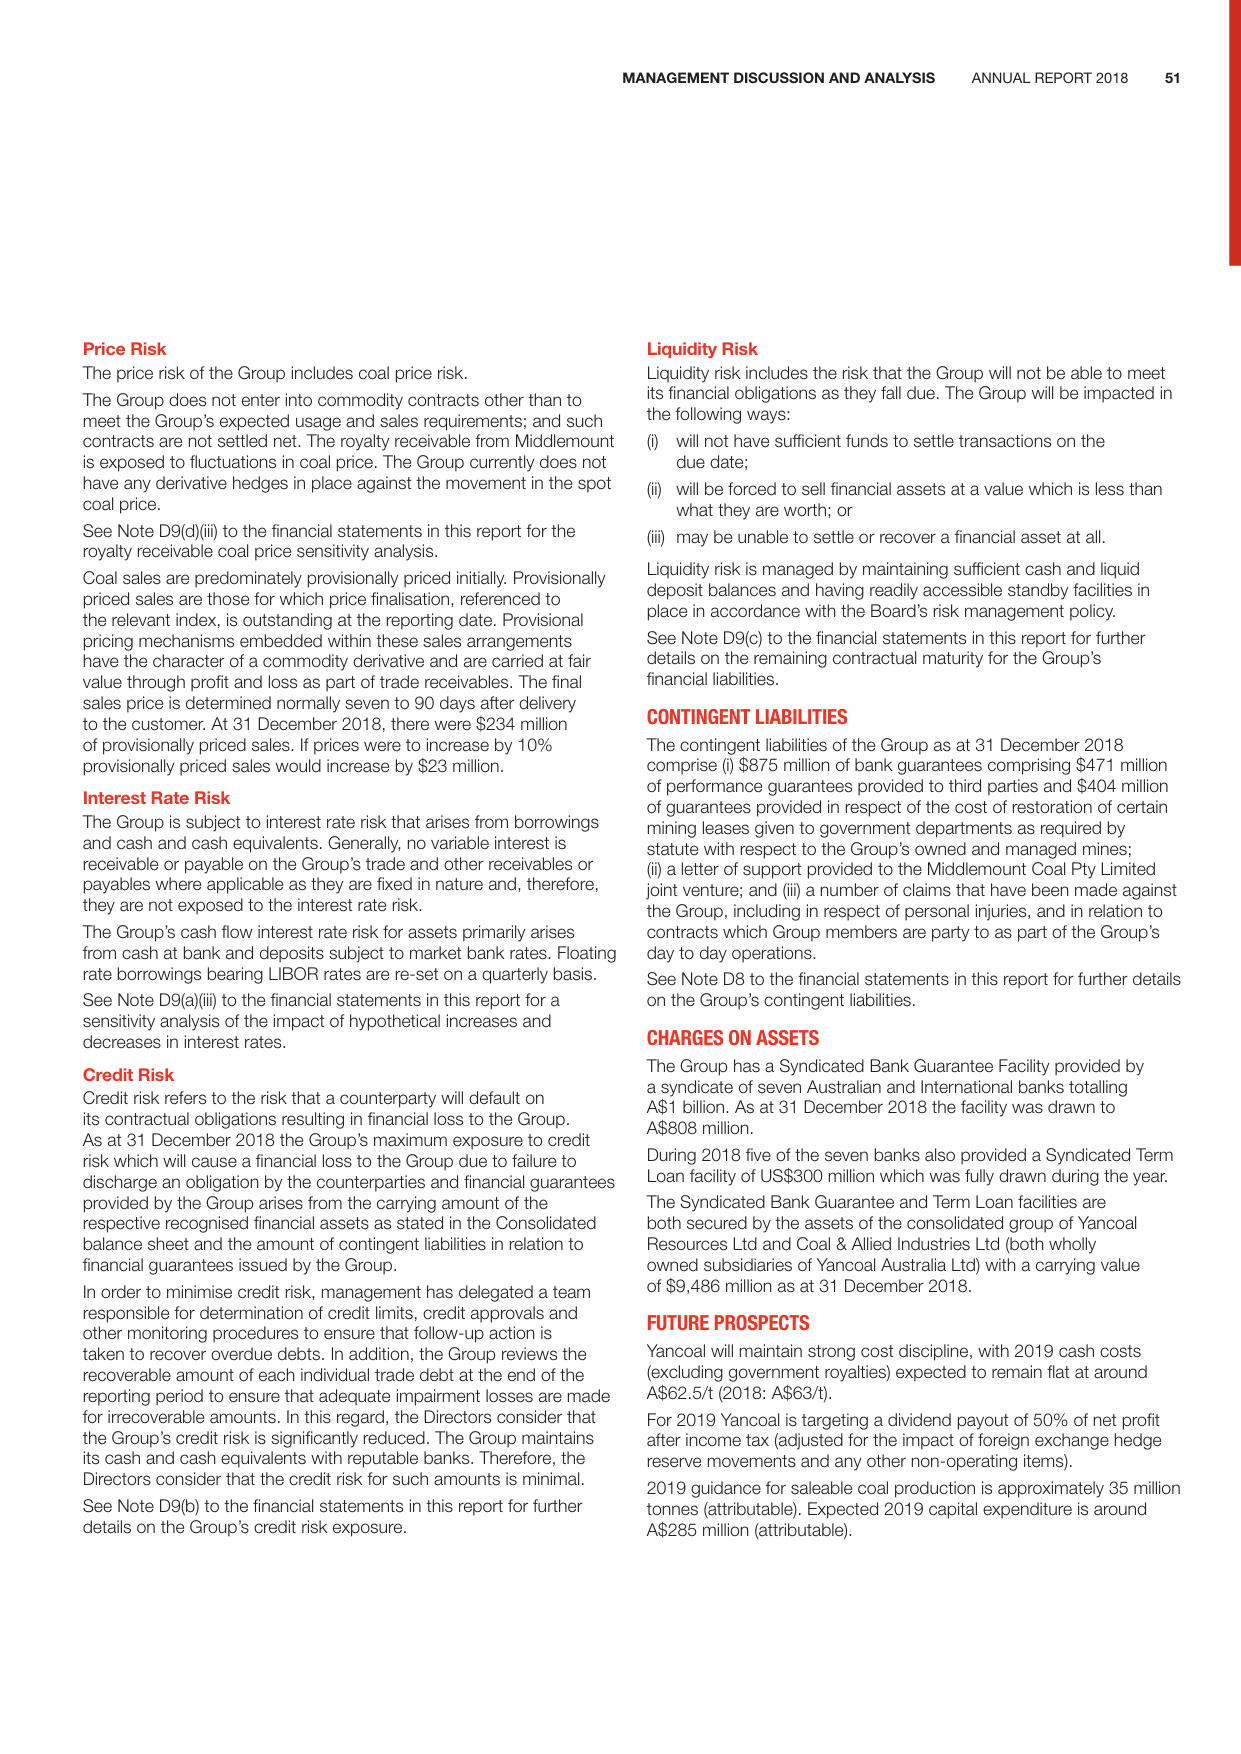 MANAGEMENT DISCUSSION AND ANALYSIS ANNUAL REPORT 2018 51
Price Risk
The price risk of the Group includes coal price risk.
The Group does not enter into commodity contracts other than to
meet the Group's expected usage and sales requirements; and such
contracts are not settled net. The royalty receivable from Middlemount
is exposed to fluctuations in coal price. The Group currently does not
have any derivative hedges in place against the movement in the spot
coal price.
See Note D9(d)(iii) to the financial statements in this report for the
royalty receivable coal price sensitivity analysis.
Coal sales are predominately provisionally priced initially. Provisionally
priced sales are those for which price finalisation, referenced to
the relevant index, is outstanding at the reporting date. Provisional
pricing mechanisms embedded within these sales arrangements
have the character of a commodity derivative and are carried at fair
value through profit and loss as part of trade receivables. The final
sales price is determined normally seven to 90 days after delivery
to the customer. At 31 December 2018, there were $234 million
of provisionally priced sales. If prices were to increase by 10%
provisionally priced sales would increase by $23 million.
Interest Rate Risk
The Group is subject to interest rate risk that arises from borrowings
and cash and cash equivalents. Generally, no variable interest is
receivable or payable on the Group's trade and other receivables or
payables where applicable as they are fixed in nature and, therefore,
they are not exposed to the interest rate risk.
The Group's cash flow interest rate risk for assets primarily arises
from cash at bank and deposits subject to market bank rates. Floating
rate borrowings bearing LIBOR rates are re-set on a quarterly basis.
See Note D9(a)(iii) to the financial statements in this report for a
sensitivity analysis of the impact of hypothetical increases and
decreases in interest rates.
Credit Risk
Credit risk refers to the risk that a counterparty will default on
its contractual obligations resulting in financial loss to the Group.
As at 31 December 2018 the Group's maximum exposure to credit
risk which will cause a financial loss to the Group due to failure to
discharge an obligation by the counterparties and financial guarantees
provided by the Group arises from the carrying amount of the
respective recognised financial assets as stated in the Consolidated
balance sheet and the amount of contingent liabilities in relation to
financial guarantees issued by the Group.
In order to minimise credit risk, management has delegated a team
responsible for determination of credit limits, credit approvals and
other monitoring procedures to ensure that follow-up action is
taken to recover overdue debts. In addition, the Group reviews the
recoverable amount of each individual trade debt at the end of the
reporting period to ensure that adequate impairment losses are made
for irrecoverable amounts. In this regard, the Directors consider that
the Group's credit risk is significantly reduced. The Group maintains
its cash and cash equivalents with reputable banks. Therefore, the
Directors consider that the credit risk for such amounts is minimal.
See Note D9(b) to the financial statements in this report for further
details on the Group's credit risk exposure.
Liquidity Risk
Liquidity risk includes the risk that the Group will not be able to meet
its financial obligations as they fall due. The Group will be impacted in
the following ways:
(i) will not have sufficient funds to settle transactions on the
due date;
(ii) will be forced to sell financial assets at a value which is less than
what they are worth; or
(iii) may be unable to settle or recover a financial asset at all.
Liquidity risk is managed by maintaining sufficient cash and liquid
deposit balances and having readily accessible standby facilities in
place in accordance with the Board's risk management policy.
See Note D9(c) to the financial statements in this report for further
details on the remaining contractual maturity for the Group's
financial liabilities.
CONTINGENT LIABILITIES
The contingent liabilities of the Group as at 31 December 2018
comprise (i) $875 million of bank guarantees comprising $471 million
of performance guarantees provided to third parties and $404 million
of guarantees provided in respect of the cost of restoration of certain
mining leases given to government departments as required by
statute with respect to the Group's owned and managed mines;
(ii) a letter of support provided to the Middlemount Coal Pty Limited
joint venture; and (iii) a number of claims that have been made against
the Group, including in respect of personal injuries, and in relation to
contracts which Group members are party to as part of the Group's
day to day operations.
See Note D8 to the financial statements in this report for further details
on the Group's contingent liabilities.
CHARGES ON ASSETS
The Group has a Syndicated Bank Guarantee Facility provided by
a syndicate of seven Australian and International banks totalling
A$1 billion. As at 31 December 2018 the facility was drawn to
A$808 million.
During 2018 five of the seven banks also provided a Syndicated Term
Loan facility of US$300 million which was fully drawn during the year.
The Syndicated Bank Guarantee and Term Loan facilities are
both secured by the assets of the consolidated group of Yancoal
Resources Ltd and Coal & Allied Industries Ltd (both wholly
owned subsidiaries of Yancoal Australia Ltd) with a carrying value
of $9,486 million as at 31 December 2018.
FUTURE PROSPECTS
Yancoal will maintain strong cost discipline, with 2019 cash costs
(excluding government royalties) expected to remain flat at around
A$62.5/t (2018: A$63/t).
For 2019 Yancoal is targeting a dividend payout of 50% of net profit
after income tax (adjusted for the impact of foreign exchange hedge
reserve movements and any other non-operating items).
2019 guidance for saleable coal production is approximately 35 million
tonnes (attributable). Expected 2019 capital expenditure is around
A$285 million (attributable).